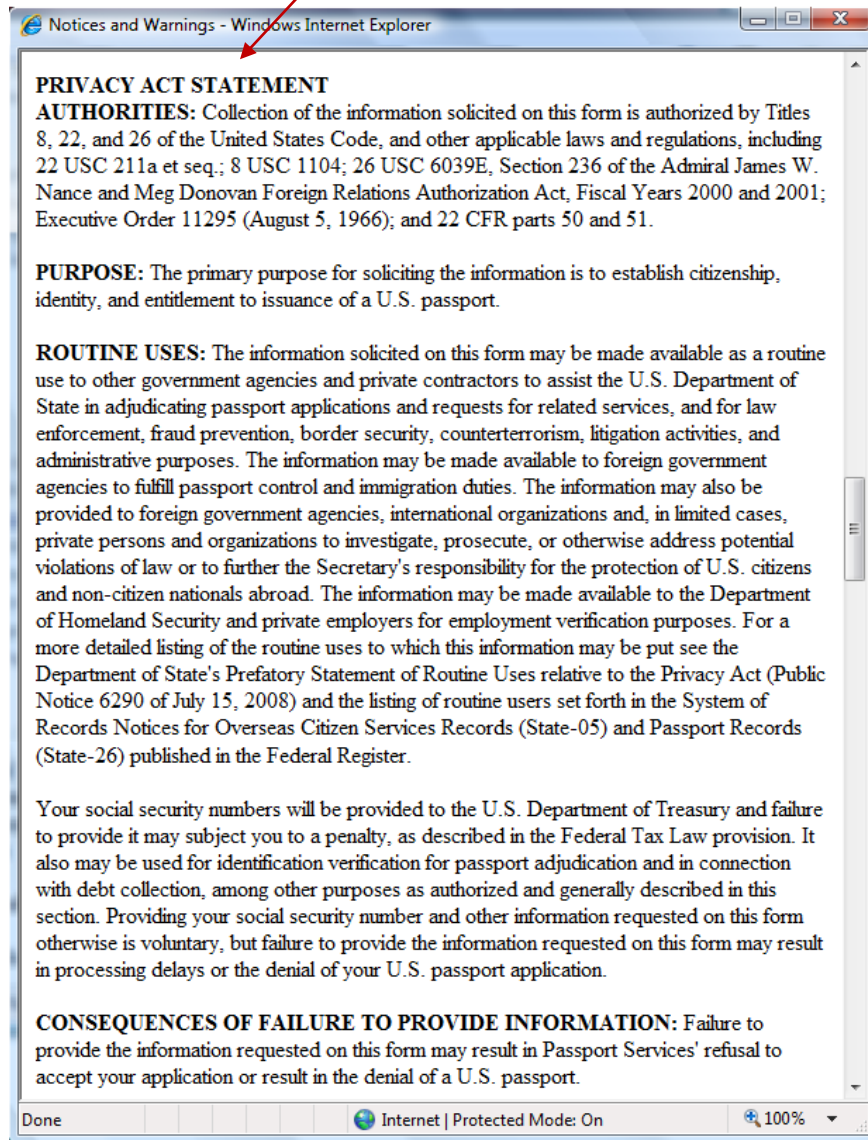 Notices and Warnings - Windows Internet Explorer
PRIVACY ACT STATEMENT
AUTHORITIES: Collection of the information solicited on this form is authorized by Titles
8, 22, and 26 of the United States Code, and other applicable laws and regulations, including
22 USC 211a et seq.; 8 USC 1104; 26 USC 6039E, Section 236 of the Admiral James W.
Nance and Meg Donovan Foreign Relations Authorization Act, Fiscal Years 2000 and 2001;
Executive Order 11295 (August 5, 1966); and 22 CFR parts 50 and 51.
PURPOSE: The primary purpose for soliciting the information is to establish citizenship,
identity, and entitlement to issuance of a U.S. passport.
ROUTINE USES: The information solicited on this form may be made available as a routine
use to other government agencies and private contractors to assist the U.S. Department of
State in adjudicating passport applications and requests for related services, and for law
enforcement, fraud prevention, border security, counterterrorism, litigation activities, and
administrative purposes. The information may be made available to foreign government
agencies to fulfill passport control and immigration duties. The information may also be
provided to foreign government agencies, international organizations and, in limited cases,
private persons and organizations to investigate, prosecute, or otherwise address potential
violations of law or to further the Secretary's responsibility for the protection of U.S. citizens
and non-citizen nationals abroad. The information may be made available to the Department
of Homeland Security and private employers for employment verification purposes. For a
more detailed listing of the routine uses to which this information may be put see the
Department of State's Prefatory Statement of Routine Uses relative to the Privacy Act (Public
Notice 6290 of July 15, 2008) and the listing of routine users set forth in the System of
Records Notices for Overseas Citizen Services Records (State-05) and Passport Records
(State-26) published in the Federal Register.
Your social security numbers will be provided to the U.S. Department of Treasury and failure
to provide it may subject you to a penalty, as described in the Federal Tax Law provision. It
also may be used for identification verification for passport adjudication and in connection
with debt collection, among other purposes as authorized and generally described in this
section. Providing your social security number and other information requested on this form
otherwise is voluntary, but failure to provide the information requested on this form may result
in processing delays or the denial of your U.S. passport application.
CONSEQUENCES OF FAILURE TO PROVIDE INFORMATION: Failure to
provide the information requested on this form may result in Passport Services' refusal to
accept your application or result in the denial of a U.S. passport.
Done Internet | Protected Mode: On 100%